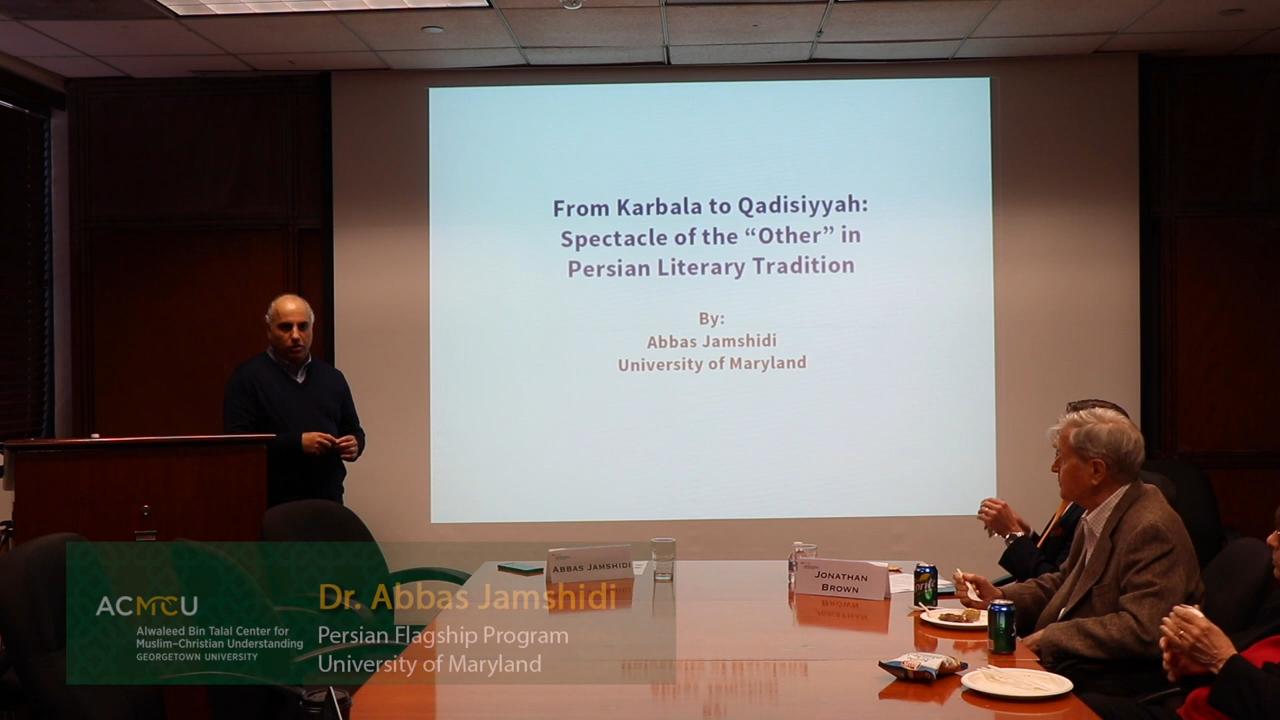 From Karbala to Qadisiyyah:
Spectacle of the “Other” in
Persian Literary Tradition
By:
Abbas Jamshidi
University of Maryland
ABBAS JAMSHIDI
JONATHAN
BROWN
ACMCU
Alwaleed Bin Talal Center for
Muslim–Christian Understanding
GEORGETOWN UNIVERSITY
Dr. Abbas Jamshidi
Persian Flagship Program
University of Maryland